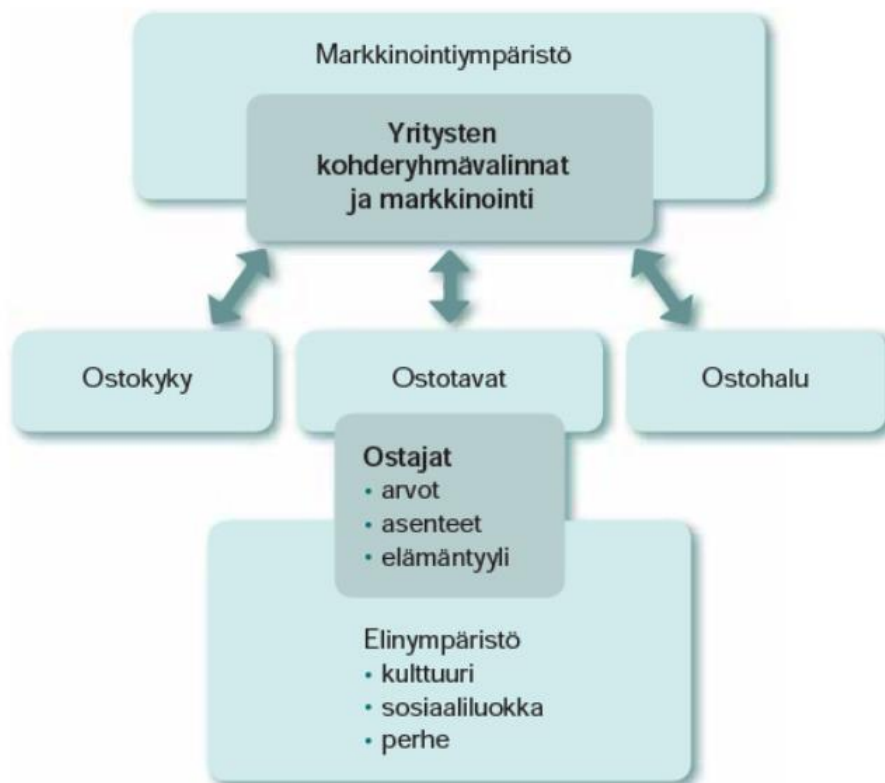 Markkinointiympäristö
Yritysten
kohderyhmävalinnat
ja markkinointi
Ostokyky
Ostotavat
Ostohalu
Ostajat
• arvot
• asenteet
• elämäntyyli
Elinympäristö
• kulttuuri
• sosiaaliluokka
• perhe